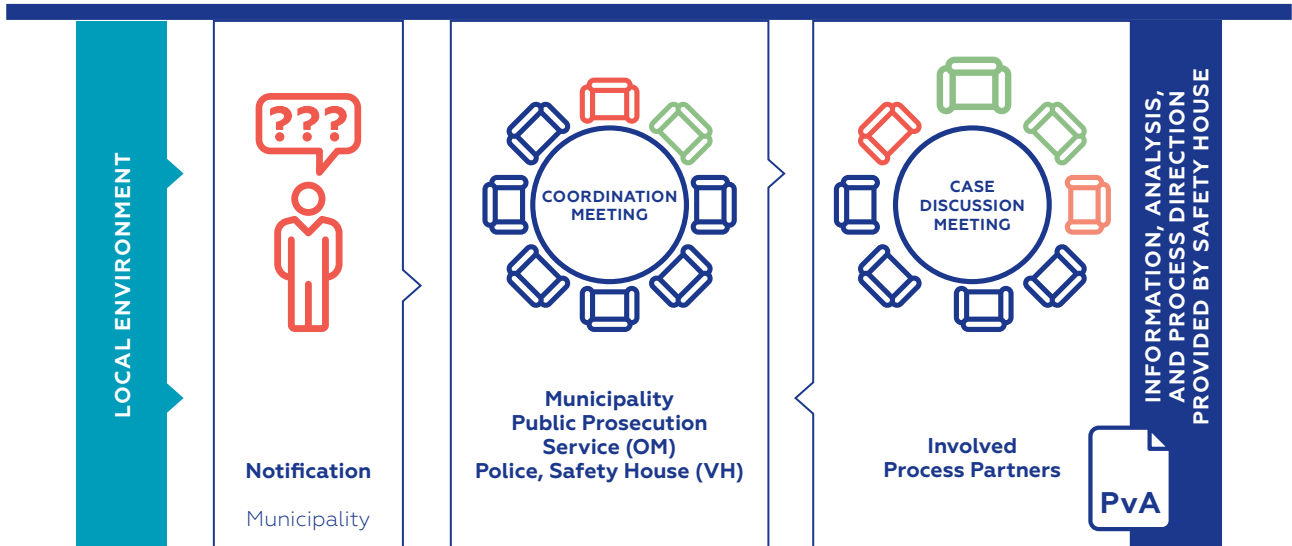 LOCAL ENVIRONMENT
???
Notification
Municipality
COORDINATION
MEETING
Municipality
Public Prosecution
Service (OM)
Police, Safety House (VH)
CASE
DISCUSSION
MEETING
Involved
Process Partners
PvA
INFORMATION, ANALYSIS,
AND PROCESS DIRECTION
PROVIDED BY SAFETY HOUSE